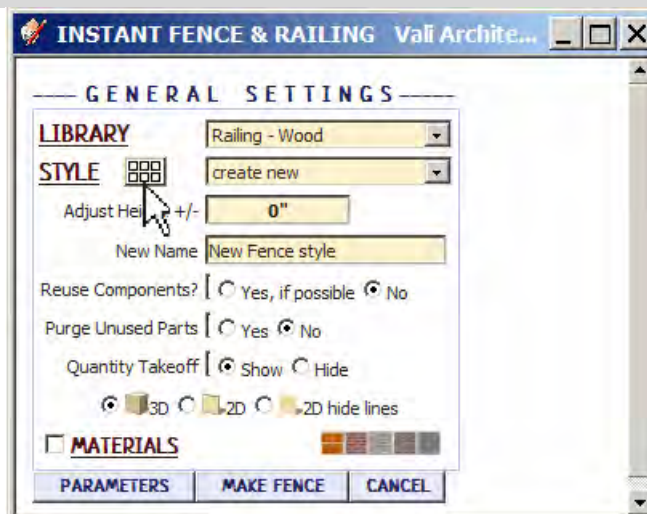 INSTANT FENCE & RAILING Vali Archite...
GENERAL SETTINGS
LIBRARY Railing - Wood
STYLE create new
Adjust Hei +/- 0"
New Name New Fence style
Reuse Components? Yes, if possible No
Purge Unused Parts Yes No
Quantity Takeoff Show Hide
3D 2D 2D hide lines
MATERIALS
PARAMETERS MAKE FENCE CANCEL